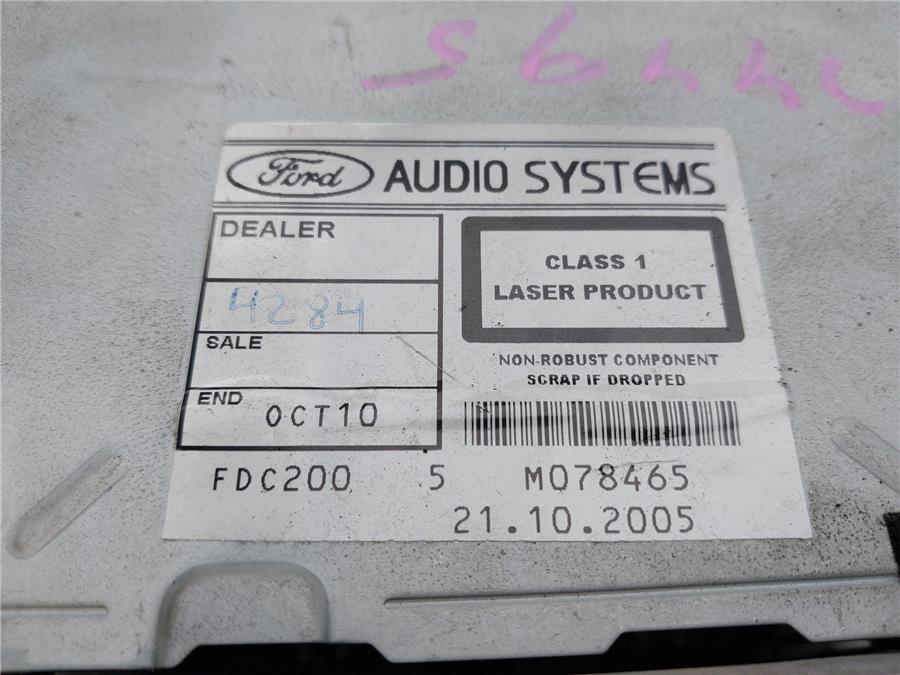 Ford AUDIO SYSTEMS
DEALER
4284
SALE
END OCT10
CLASS 1
LASER PRODUCT
NON-ROBUST COMPONENT
SCRAP IF DROPPED
FDC200 5 M078465
21.10.2005